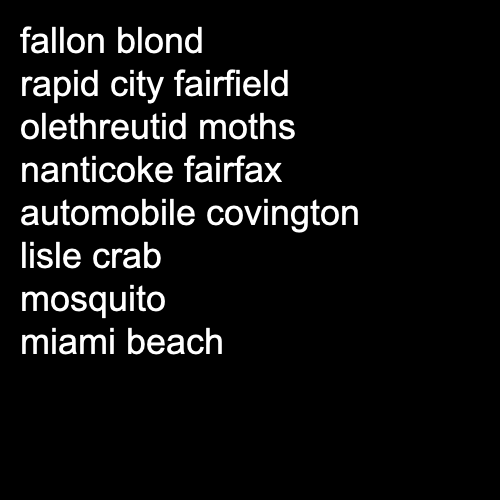 fallon blond
rapid city fairfield
olethreutid moths
nanticoke fairfax
automobile covington
lisle crab
mosquito
miami beach